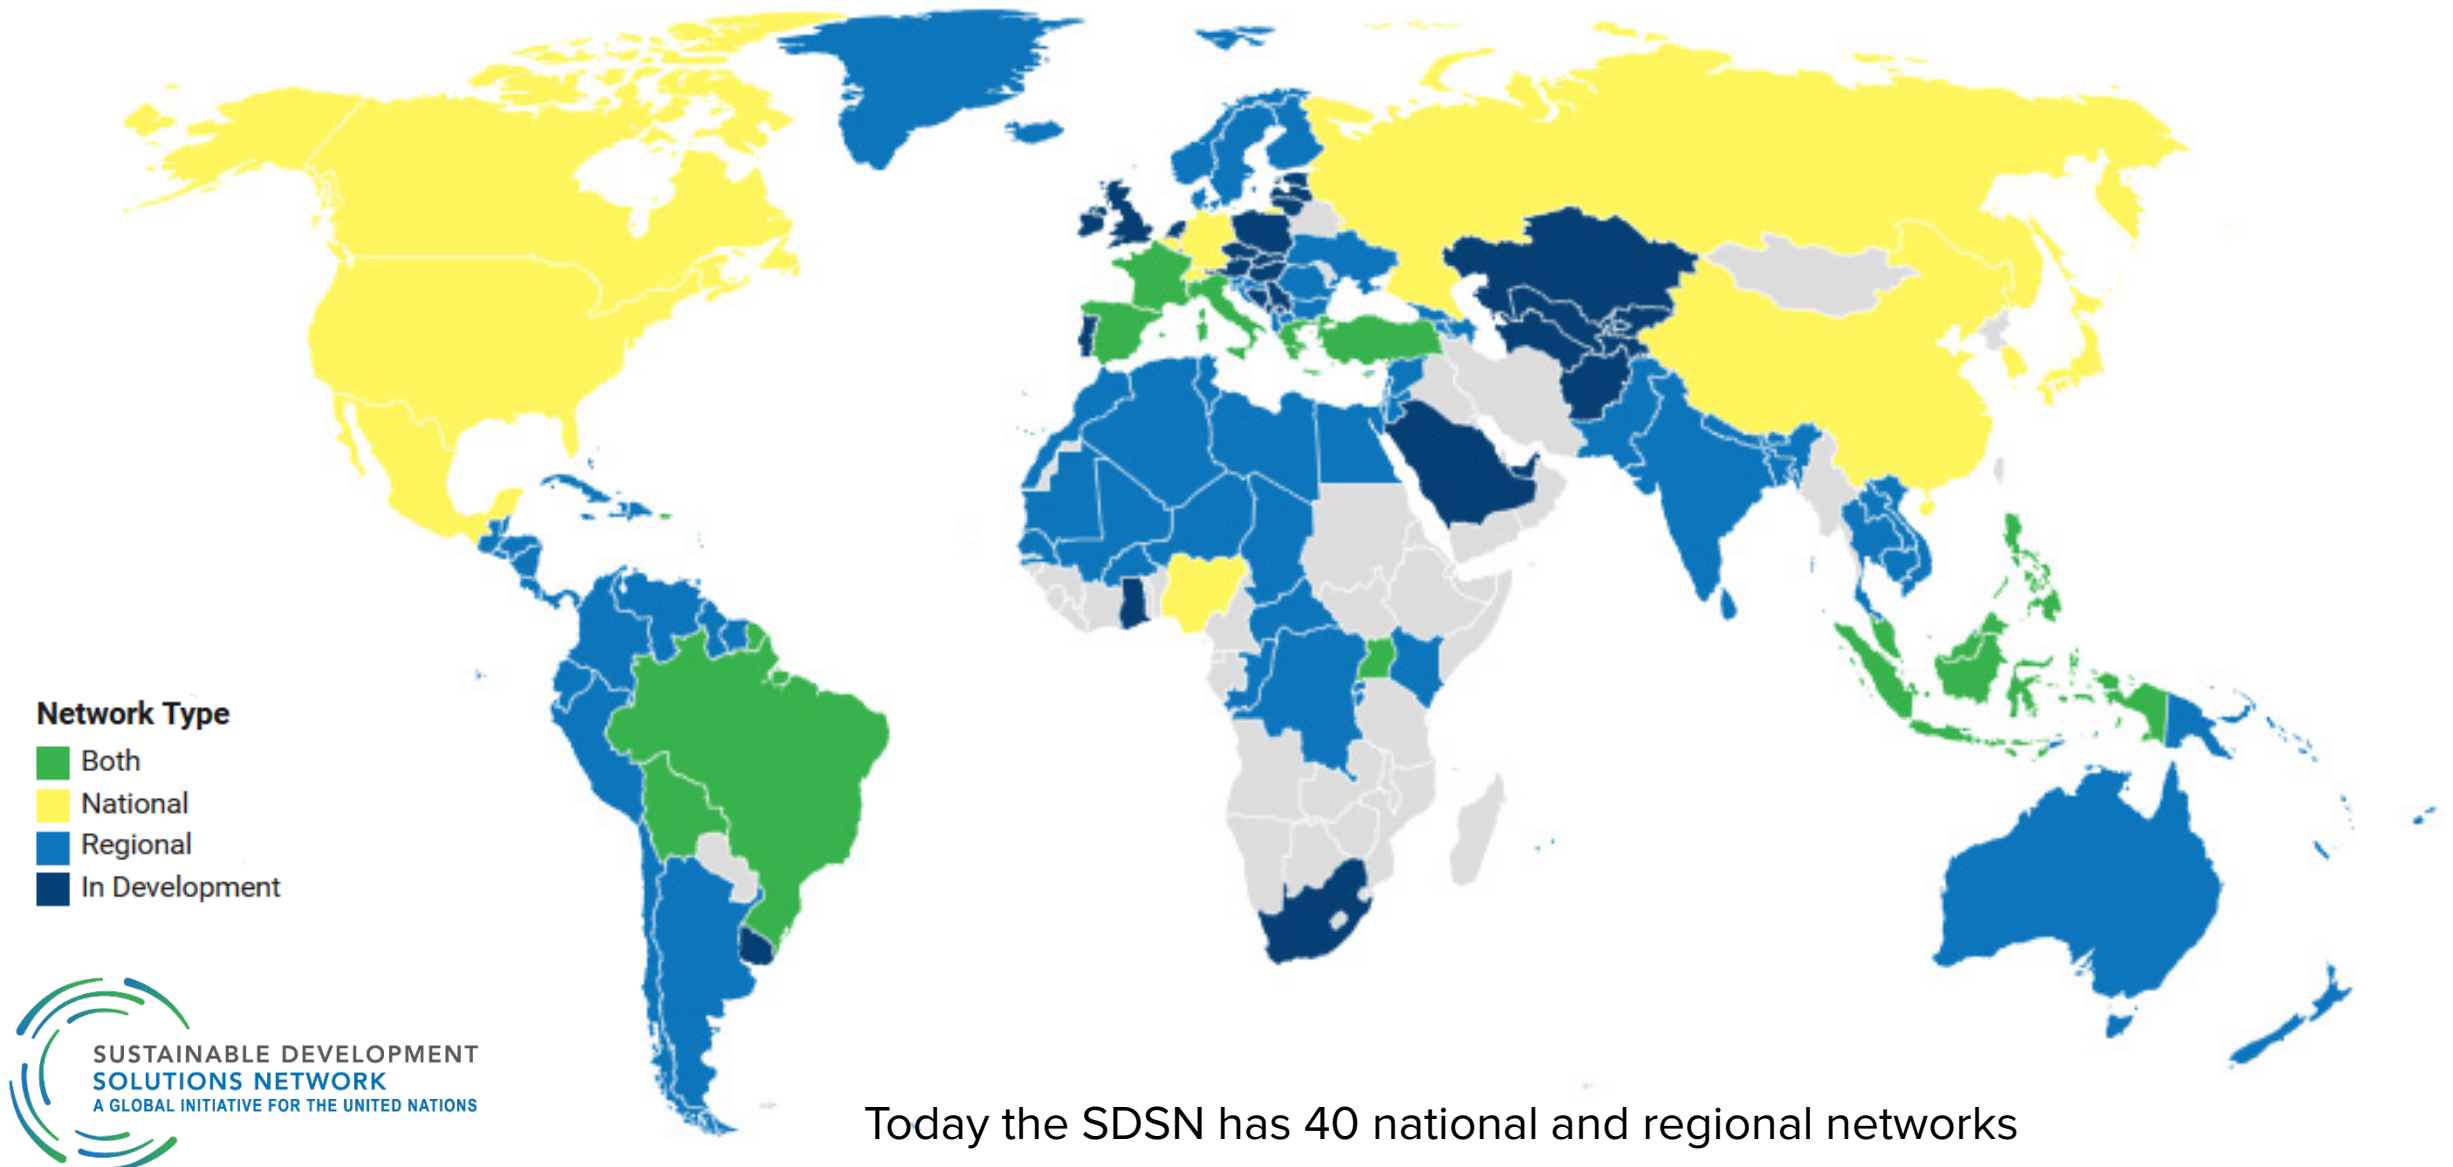 Network Type
Both
National
Regional
In Development
SUSTAINABLE DEVELOPMENT
SOLUTIONS NETWORK
A GLOBAL INITIATIVE FOR THE UNITED NATIONS
Today the SDSN has 40 national and regional networks